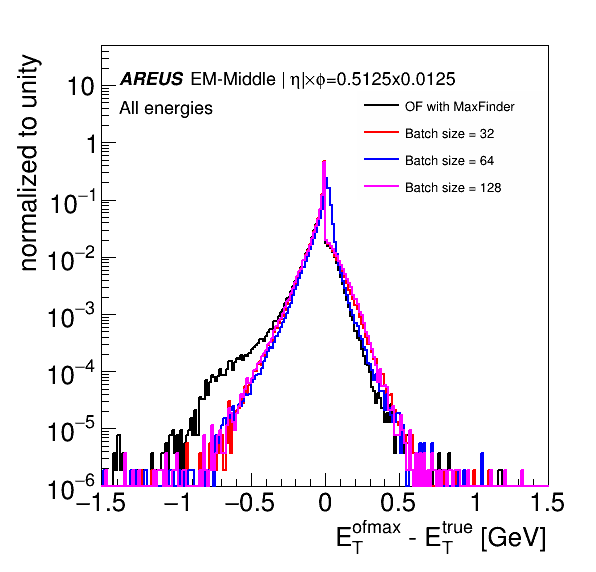 normalized to unity
AREUS EM-Middle | η|×ϕ=0.5125x0.0125
All energies
OF with MaxFinder
Batch size = 32
Batch size = 64
Batch size = 128
10
1
10⁻¹
10⁻²
10⁻³
10⁻⁴
10⁻⁵
10⁻⁶
−1.5 −1 −0.5 0 0.5 1 1.5
E_T^ofmax - E_T^true [GeV]